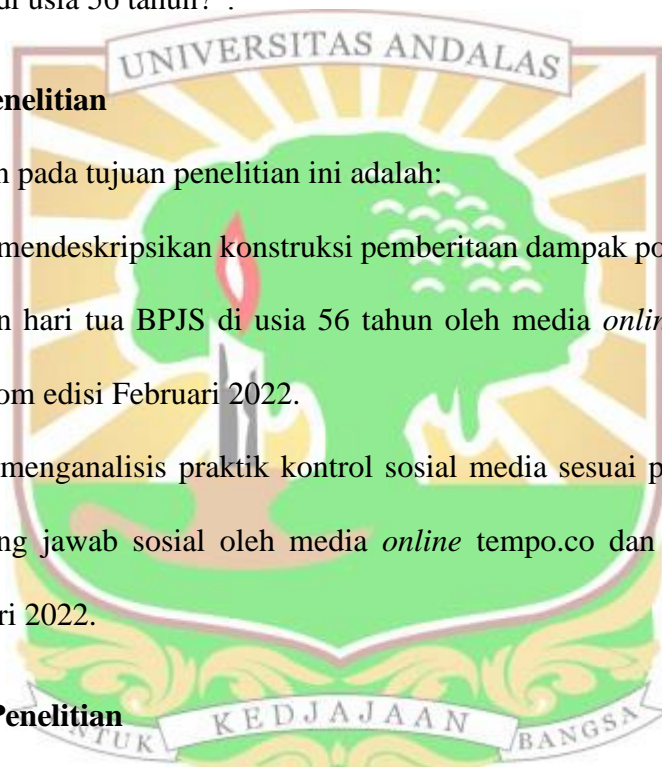 di usia 56 tahun?".
UNIVERSITAS ANDALAS
enelitian
n pada tujuan penelitian ini adalah:
mendeskripsikan konstruksi pemberitaan dampak po
n hari tua BPJS di usia 56 tahun oleh media online
om edisi Februari 2022.
menganalisis praktik kontrol sosial media sesuai p
ng jawab sosial oleh media online tempo.co dan
ri 2022.
Penelitian
UNTUK KEDJAJAAN BANGSA